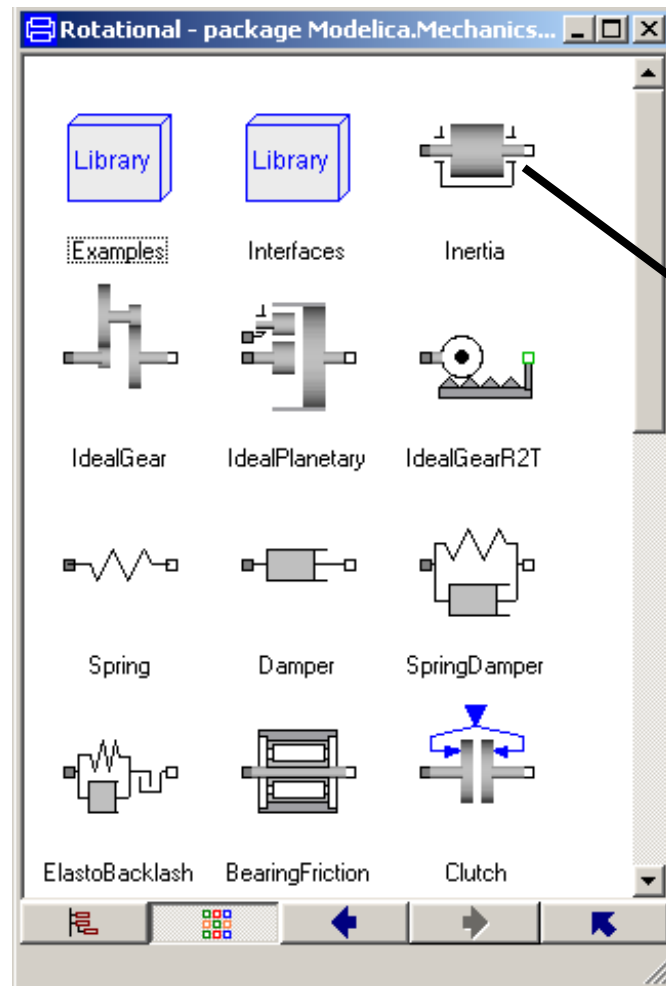 Rotational - package Modelica.Mechanics...
Library Library
Examples Interfaces Inertia
IdealGear IdealPlanetary IdealGearR2T
Spring Damper SpringDamper
ElastoBacklash BearingFriction Clutch